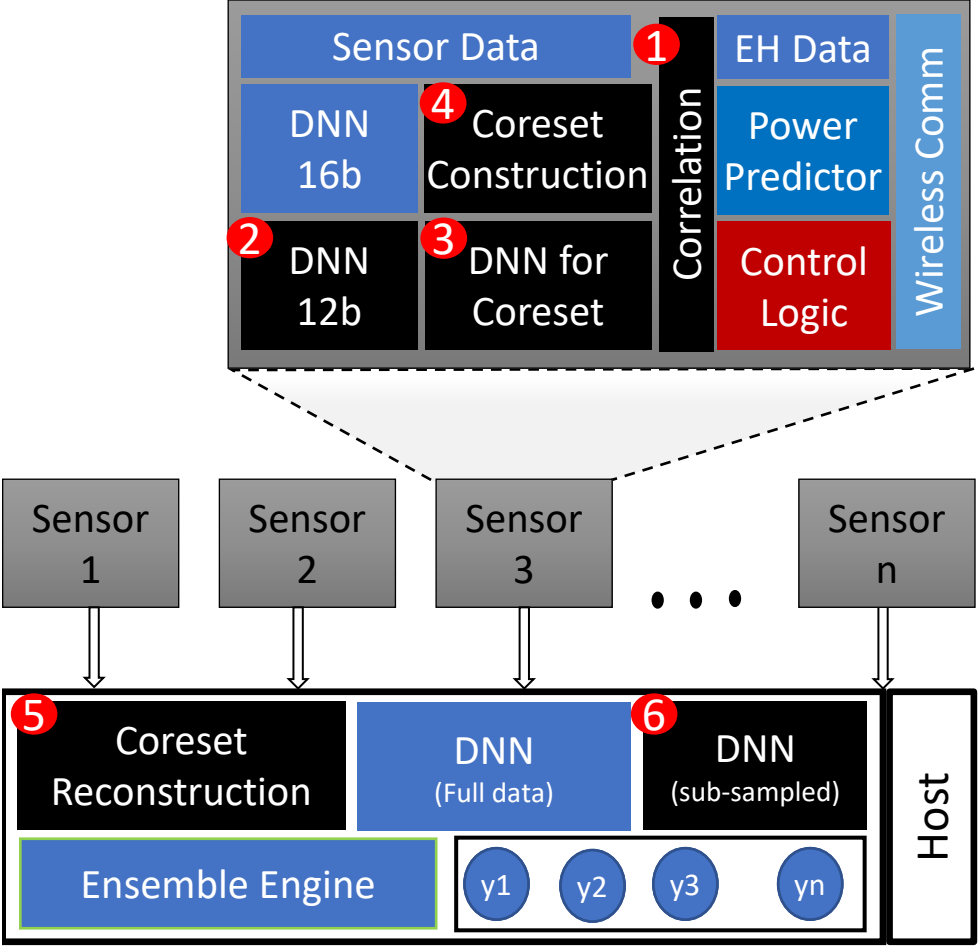 Sensor Data
1
EH Data
Wireless Comm
DNN
16b
4
Coreset
Construction
Correlation
Power
Predictor
2
DNN
12b
3
DNN for
Coreset
Control
Logic
Sensor
1
Sensor
2
Sensor
3
• • •
Sensor
n
5
Coreset
Reconstruction
DNN
(Full data)
6
DNN
(sub-sampled)
Host
Ensemble Engine
y1
y2
y3
yn